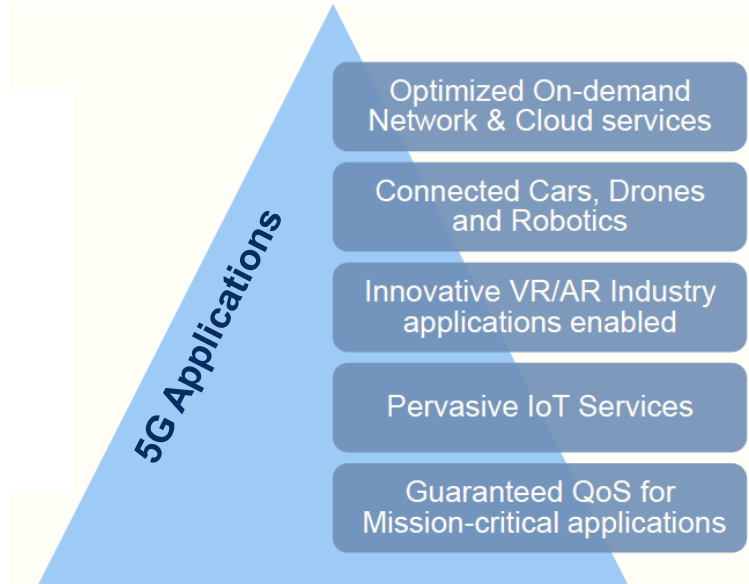 5G Applications
Optimized On-demand
Network & Cloud services
Connected Cars, Drones
and Robotics
Innovative VR/AR Industry
applications enabled
Pervasive IoT Services
Guaranteed QoS for
Mission-critical applications